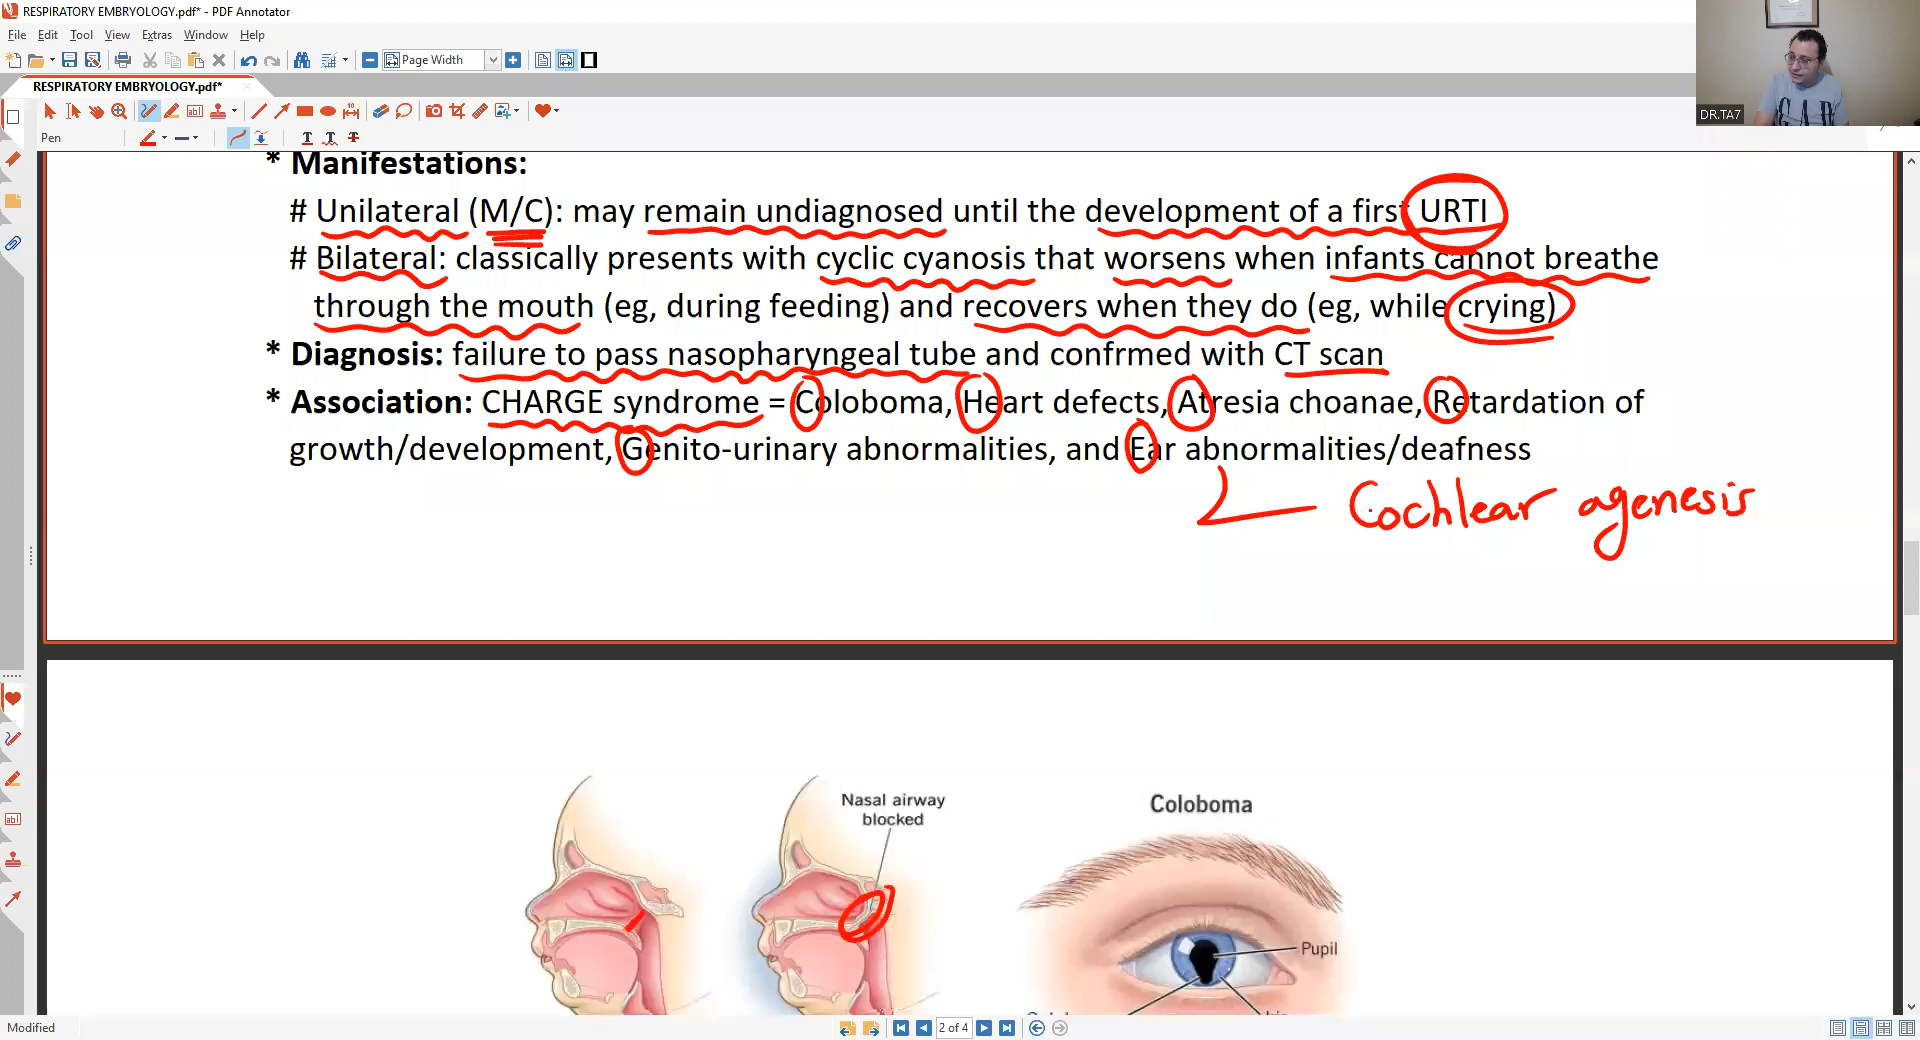 RESPIRATORY EMBRYOLOGY.pdf* - PDF Annotator
File Edit Tool View Extras Window Help
Page Width
RESPIRATORY EMBRYOLOGY.pdf*
Pen
DR.TA7
* Manifestations:
# Unilateral (M/C): may remain undiagnosed until the development of a first URTI
# Bilateral: classically presents with cyclic cyanosis that worsens when infants cannot breathe
through the mouth (eg, during feeding) and recovers when they do (eg, while crying)
* Diagnosis: failure to pass nasopharyngeal tube and confrmed with CT scan
* Association: CHARGE syndrome = Coloboma, Heart defects, Atresia choanae, Retardation of
growth/development, Genito-urinary abnormalities, and Ear abnormalities/deafness
Cochlear agenesis
Nasal airway
blocked
Coloboma
Pupil
Modified
2 of 4